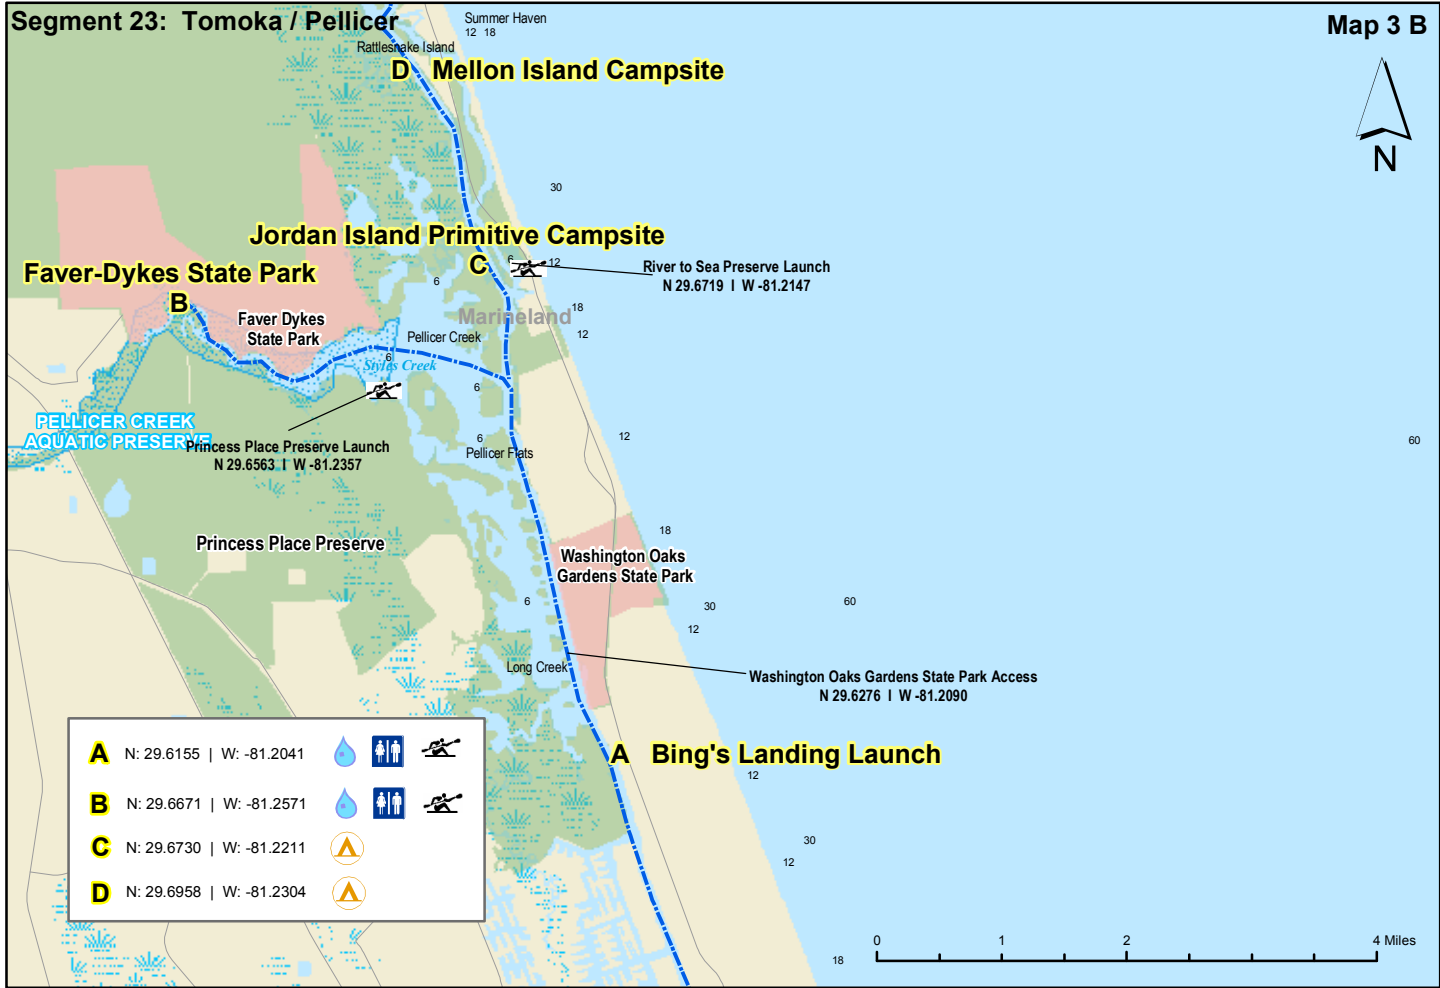 Segment 23: Tomoka / Pellicer
Map 3 B
Summer Haven
12 18
Rattlesnake Island
D Mellon Island Campsite
N
30
Jordan Island Primitive Campsite
C
6
12
River to Sea Preserve Launch
N 29.6719 | W -81.2147
Faver-Dykes State Park
B
6
18
Marineland
12
Faver Dykes
State Park
Pellicer Creek
6
Styles Creek
6
PELLICER CREEK
AQUATIC PRESERVE
Princess Place Preserve Launch
N 29.6563 | W -81.2357
6
12
60
Pellicer Flats
18
Princess Place Preserve
Washington Oaks
Gardens State Park
6
30
60
12
Long Creek
Washington Oaks Gardens State Park Access
N 29.6276 | W -81.2090
A Bing's Landing Launch
12
30
12
18
A N: 29.6155 | W: -81.2041
B N: 29.6671 | W: -81.2571
C N: 29.6730 | W: -81.2211
D N: 29.6958 | W: -81.2304
0 1 2 4 Miles